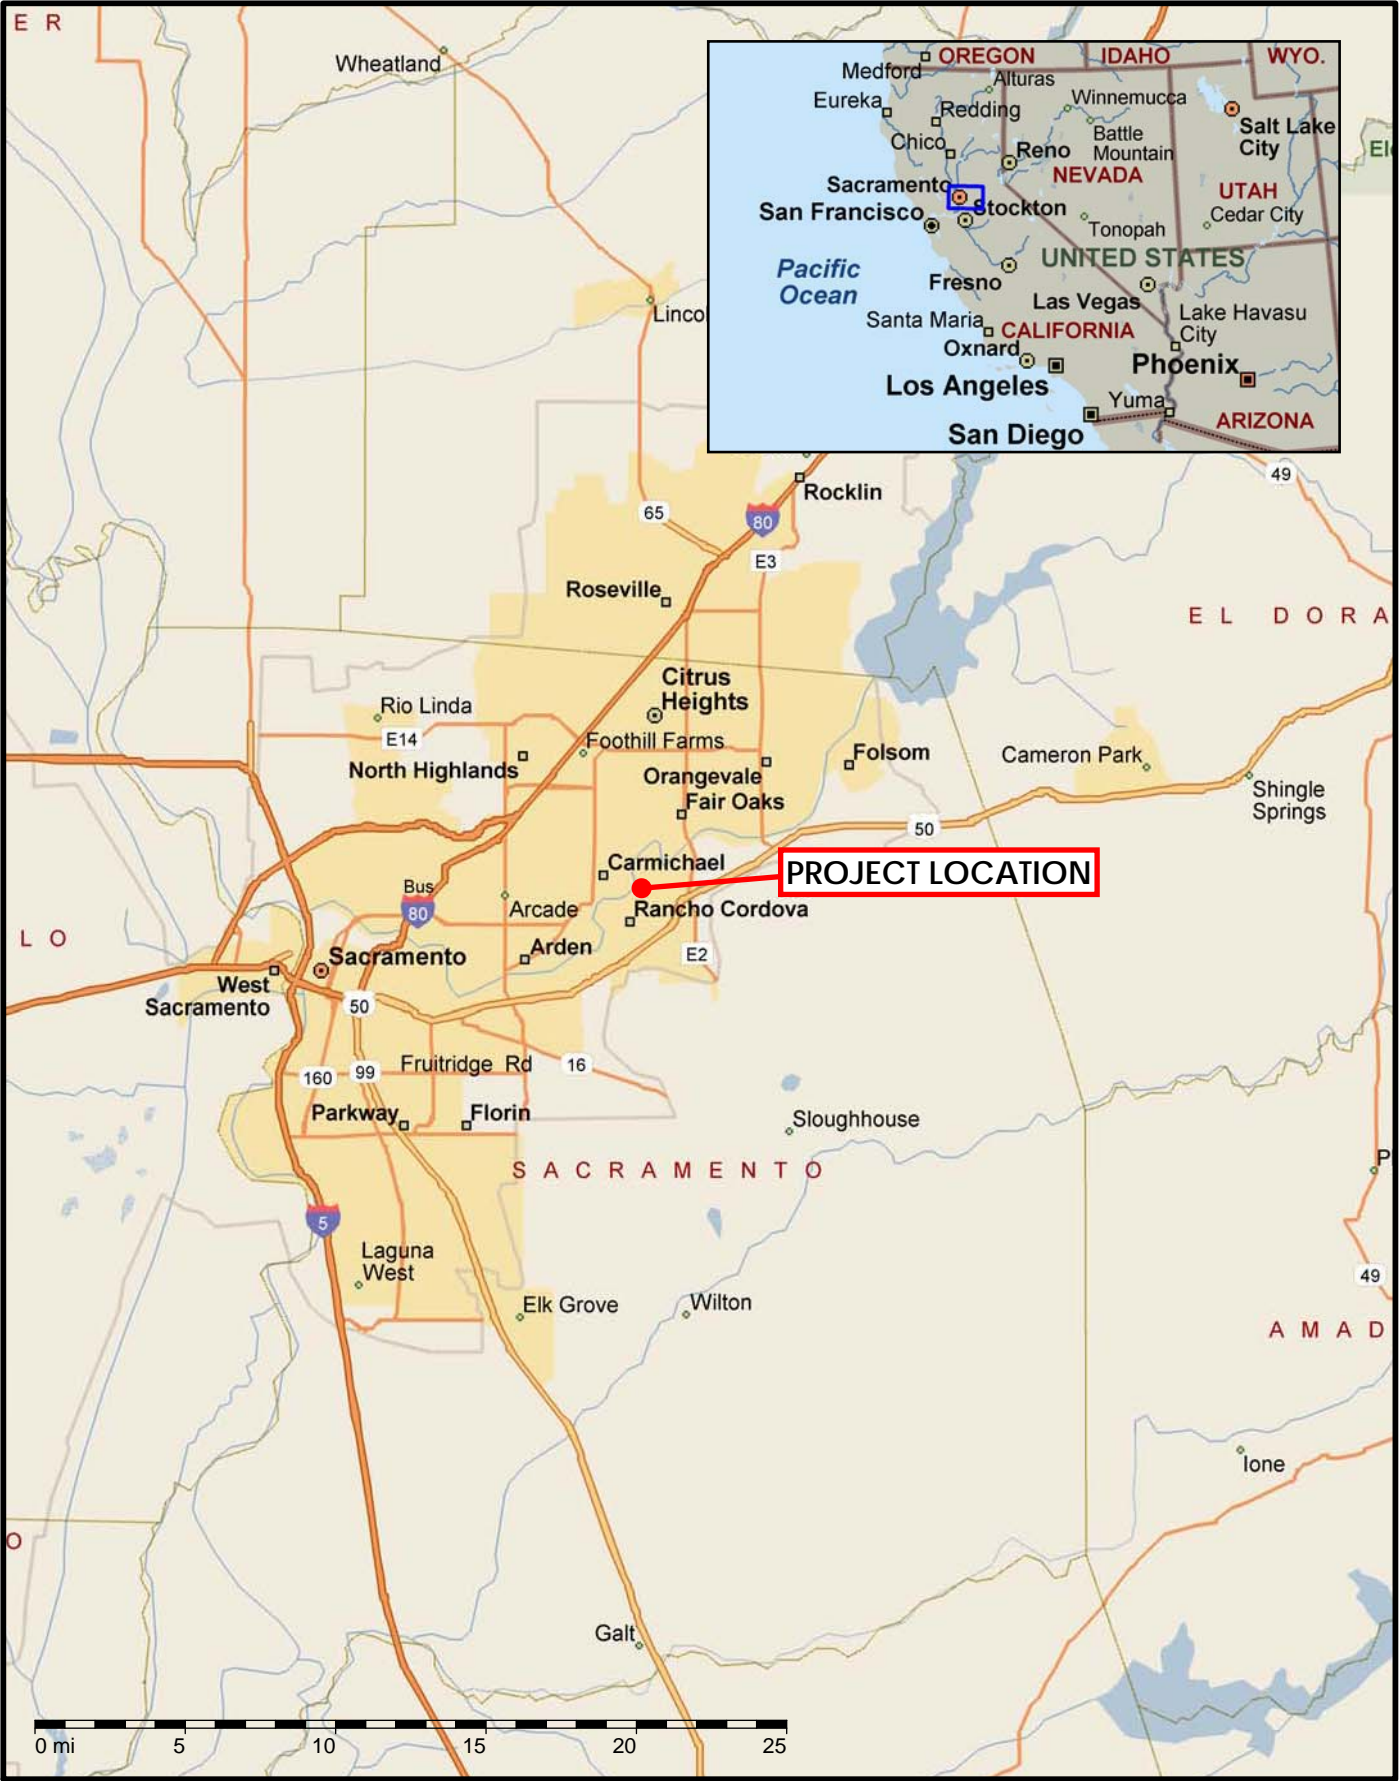 E R
Wheatland
OREGON
IDAHO
WYO.
Medford
Alturas
Eureka
Winnemucca
Redding
Salt Lake
City
Battle
Mountain
Chico
Reno
NEVADA
Sacramento
UTAH
San Francisco
Stockton
Cedar City
Tonopah
UNITED STATES
Pacific
Ocean
Fresno
Las Vegas
Lake Havasu
City
Santa Maria
CALIFORNIA
Oxnard
Phoenix
Los Angeles
Yuma
ARIZONA
San Diego
El
Linco
49
Rocklin
65
80
E3
Roseville
E L D O R A
Citrus
Heights
Rio Linda
E14
Foothill Farms
North Highlands
Orangevale
Folsom
Cameron Park
Fair Oaks
Shingle
Springs
50
Carmichael
PROJECT LOCATION
Bus
80
Arcade
Rancho Cordova
L O
Arden
E2
Sacramento
West
Sacramento
50
Fruitridge Rd
16
160
99
Parkway
Florin
Sloughhouse
S A C R A M E N T O
P
5
Laguna
West
49
Elk Grove
Wilton
A M A D
Ione
O
Galt
0 mi 5 10 15 20 25